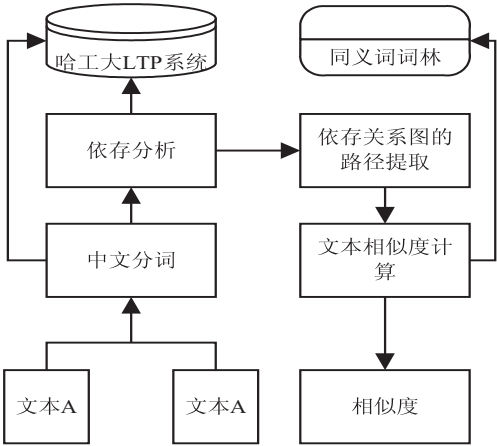 哈工大LTP系统
同义词词林
依存分析
依存关系图的
路径提取
中文分词
文本相似度计
算
文本A
文本A
相似度